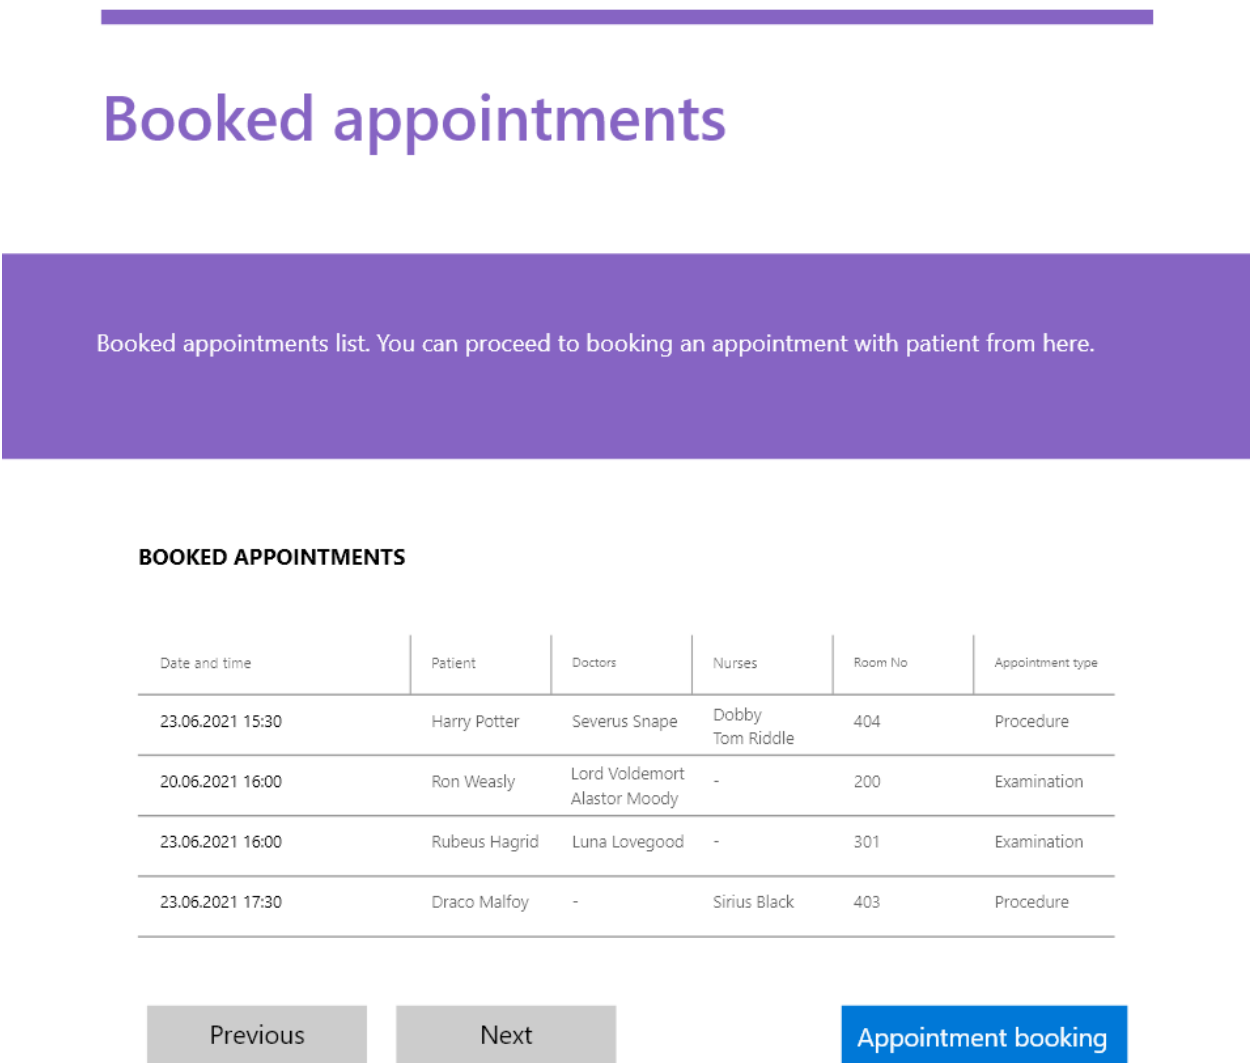 Booked appointments
Booked appointments list. You can proceed to booking an appointment with patient from here.
BOOKED APPOINTMENTS
Date and time Patient Doctors Nurses Room No Appointment type
23.06.2021 15:30 Harry Potter Severus Snape Dobby Tom Riddle 404 Procedure
20.06.2021 16:00 Ron Weasly Lord Voldemort Alastor Moody - 200 Examination
23.06.2021 16:00 Rubeus Hagrid Luna Lovegood - 301 Examination
23.06.2021 17:30 Draco Malfoy - Sirius Black 403 Procedure
Previous Next Appointment booking